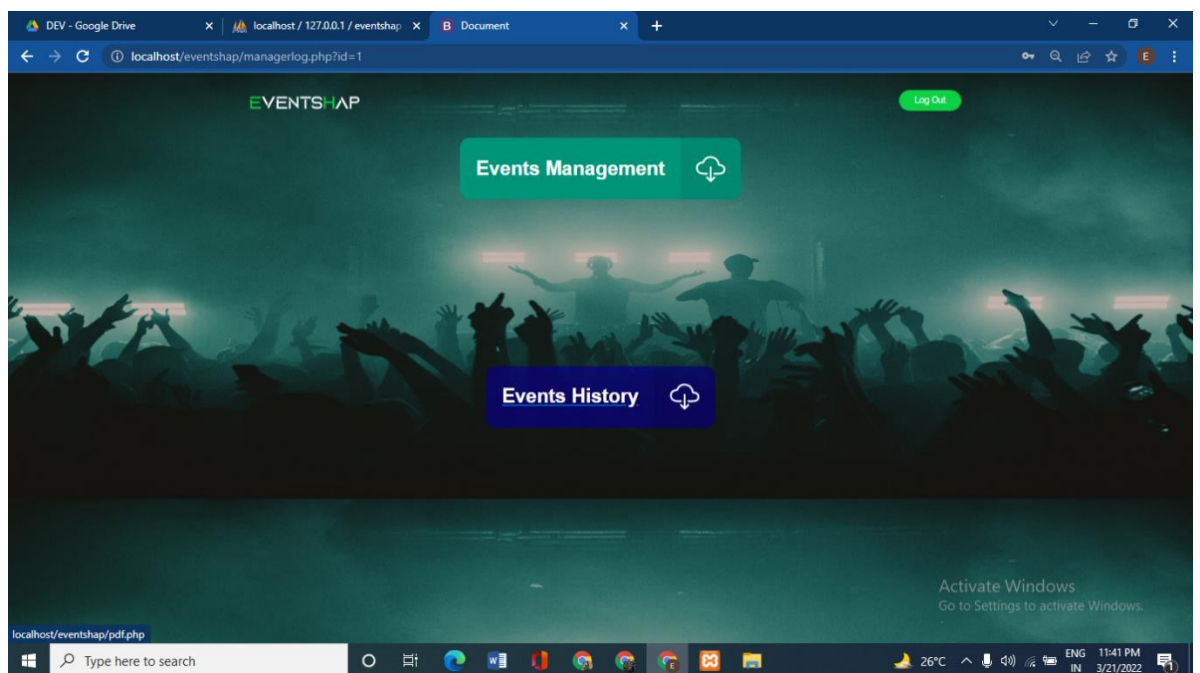 DEV - Google Drive
localhost / 127.0.0.1 / eventshap
B Document
localhost/eventshap/managerlog.php?id=1
E
EVENTSHAP
Log Out
Events Management
Events History
Activate Windows
Go to Settings to activate Windows.
localhost/eventshap/pdf.php
Type here to search
26°C
ENG 11:41 PM
IN 3/21/2022